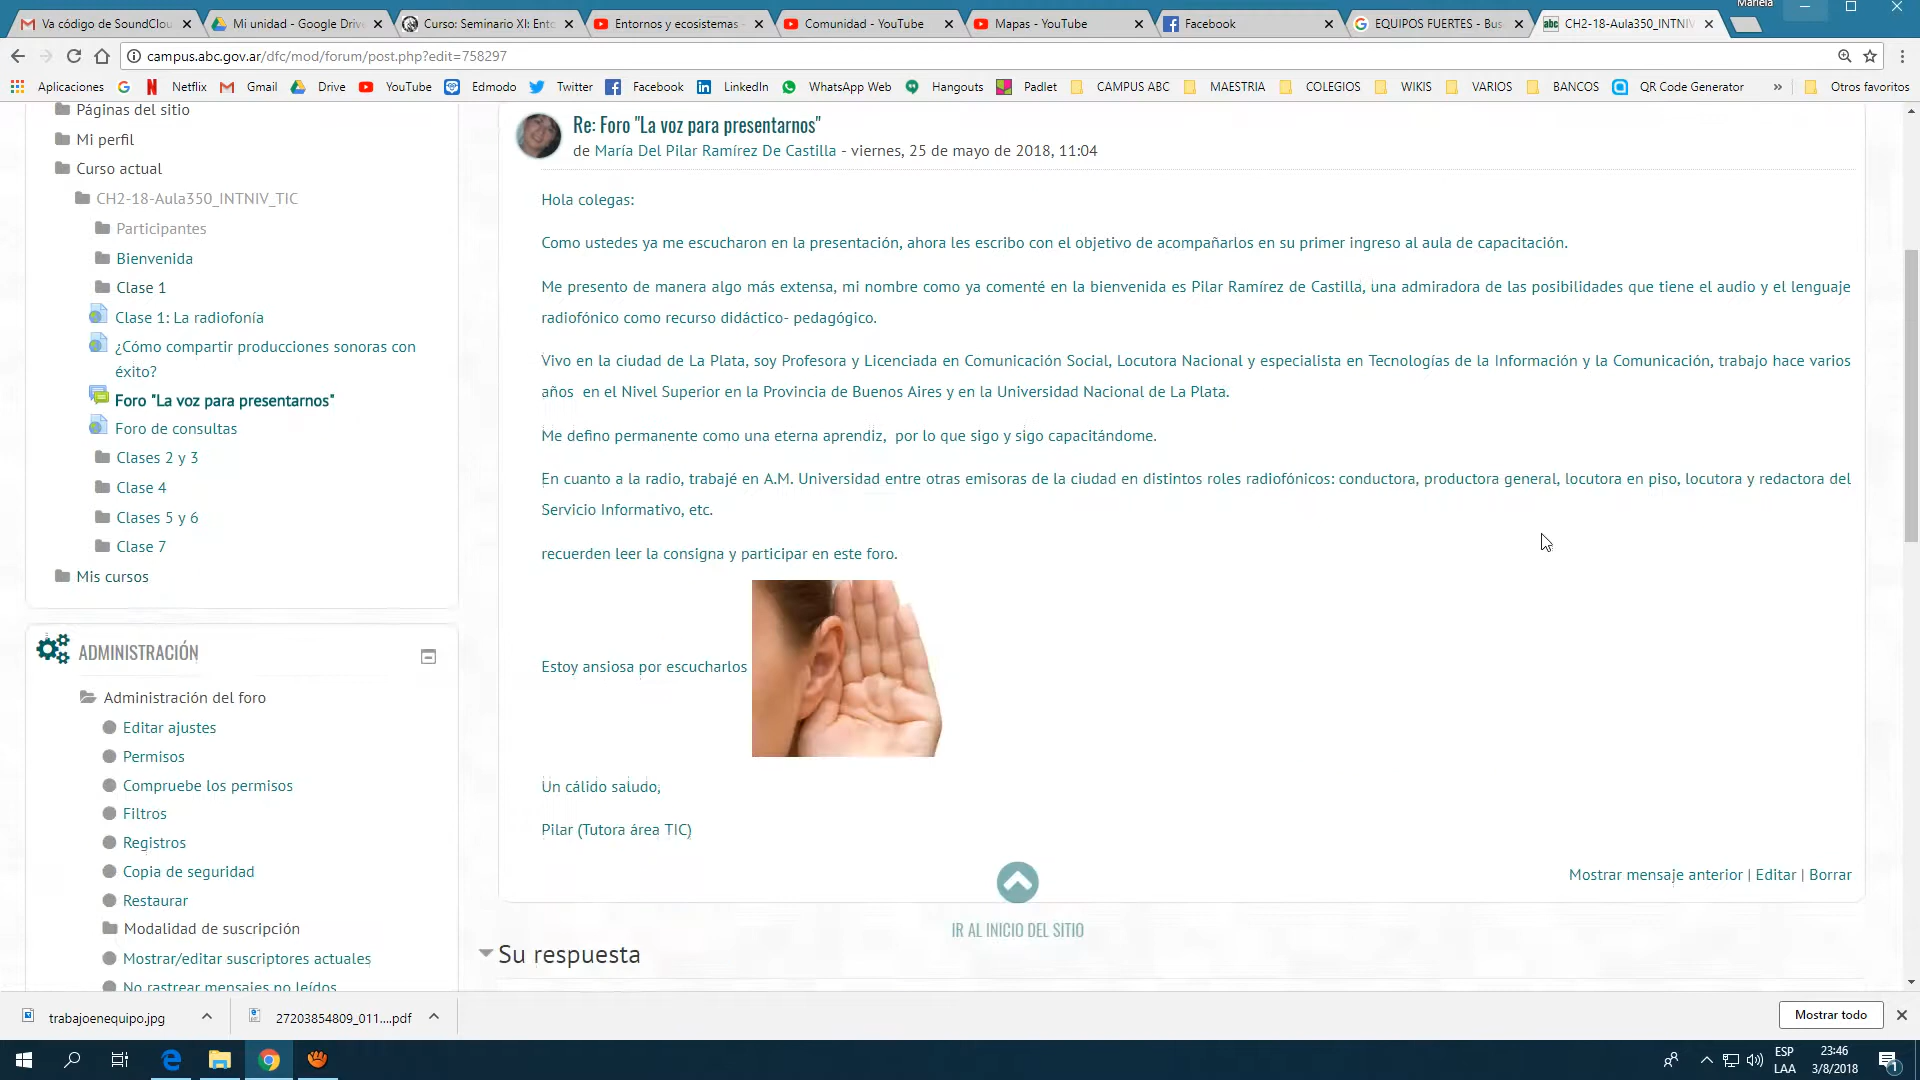 Mariela
Va código de SoundClou
Mi unidad - Google Drive
Curso: Seminario XI: Ento
Entornos y ecosistemas -
Comunidad - YouTube
Mapas - YouTube
Facebook
EQUIPOS FUERTES - Bus
CH2-18-Aula350_INTNIV
campus.abc.gov.ar/dfc/mod/forum/post.php?edit=758297
Aplicaciones
Netflix
Gmail
Drive
YouTube
Edmodo
Twitter
Facebook
LinkedIn
WhatsApp Web
Hangouts
Padlet
CAMPUS ABC
MAESTRIA
COLEGIOS
WIKIS
VARIOS
BANCOS
QR Code Generator
»
Otros favoritos
Páginas del sitio
Mi perfil
Curso actual
CH2-18-Aula350_INTNIV_TIC
Participantes
Bienvenida
Clase 1
Clase 1: La radiofonía
¿Cómo compartir producciones sonoras con
éxito?
Foro "La voz para presentarnos"
Foro de consultas
Clases 2 y 3
Clase 4
Clases 5 y 6
Clase 7
Mis cursos
ADMINISTRACIÓN
Administración del foro
Editar ajustes
Permisos
Compruebe los permisos
Filtros
Registros
Copia de seguridad
Restaurar
Modalidad de suscripción
Mostrar/editar suscriptores actuales
No rastrear mensajes no leídos
Re: Foro "La voz para presentarnos"
de María Del Pilar Ramírez De Castilla - viernes, 25 de mayo de 2018, 11:04
Hola colegas:
Como ustedes ya me escucharon en la presentación, ahora les escribo con el objetivo de acompañarlos en su primer ingreso al aula de capacitación.
Me presento de manera algo más extensa, mi nombre como ya comenté en la bienvenida es Pilar Ramírez de Castilla, una admiradora de las posibilidades que tiene el audio y el lenguaje
radiofónico como recurso didáctico- pedagógico.
Vivo en la ciudad de La Plata, soy Profesora y Licenciada en Comunicación Social, Locutora Nacional y especialista en Tecnologías de la Información y la Comunicación, trabajo hace varios
años en el Nivel Superior en la Provincia de Buenos Aires y en la Universidad Nacional de La Plata.
Me defino permanente como una eterna aprendiz, por lo que sigo y sigo capacitándome.
En cuanto a la radio, trabajé en A.M. Universidad entre otras emisoras de la ciudad en distintos roles radiofónicos: conductora, productora general, locutora en piso, locutora y redactora del
Servicio Informativo, etc.
recuerden leer la consigna y participar en este foro.
Estoy ansiosa por escucharlos
Un cálido saludo,
Pilar (Tutora área TIC)
Mostrar mensaje anterior | Editar | Borrar
IR AL INICIO DEL SITIO
Su respuesta
trabajoenequipo.jpg
27203854809_011....pdf
Mostrar todo
ESP
LAA
23:46
3/8/2018
1